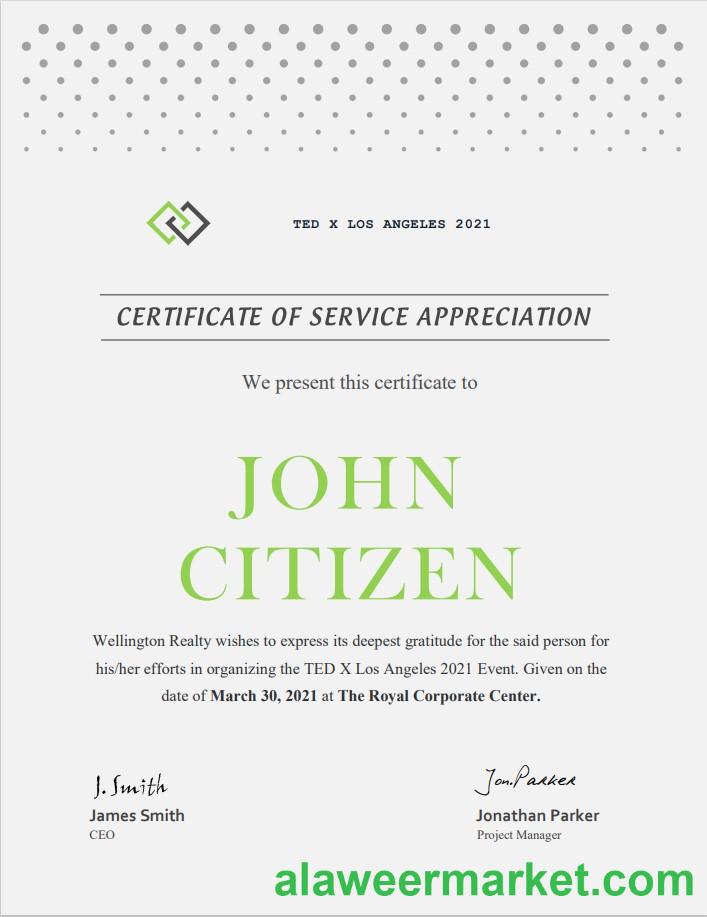 TED X LOS ANGELES 2021
CERTIFICATE OF SERVICE APPRECIATION
We present this certificate to
JOHN
CITIZEN
Wellington Realty wishes to express its deepest gratitude for the said person for
his/her efforts in organizing the TED X Los Angeles 2021 Event. Given on the
date of March 30, 2021 at The Royal Corporate Center.
J. Smith
James Smith
CEO
Jon.Parker
Jonathan Parker
Project Manager
alaweermarket.com